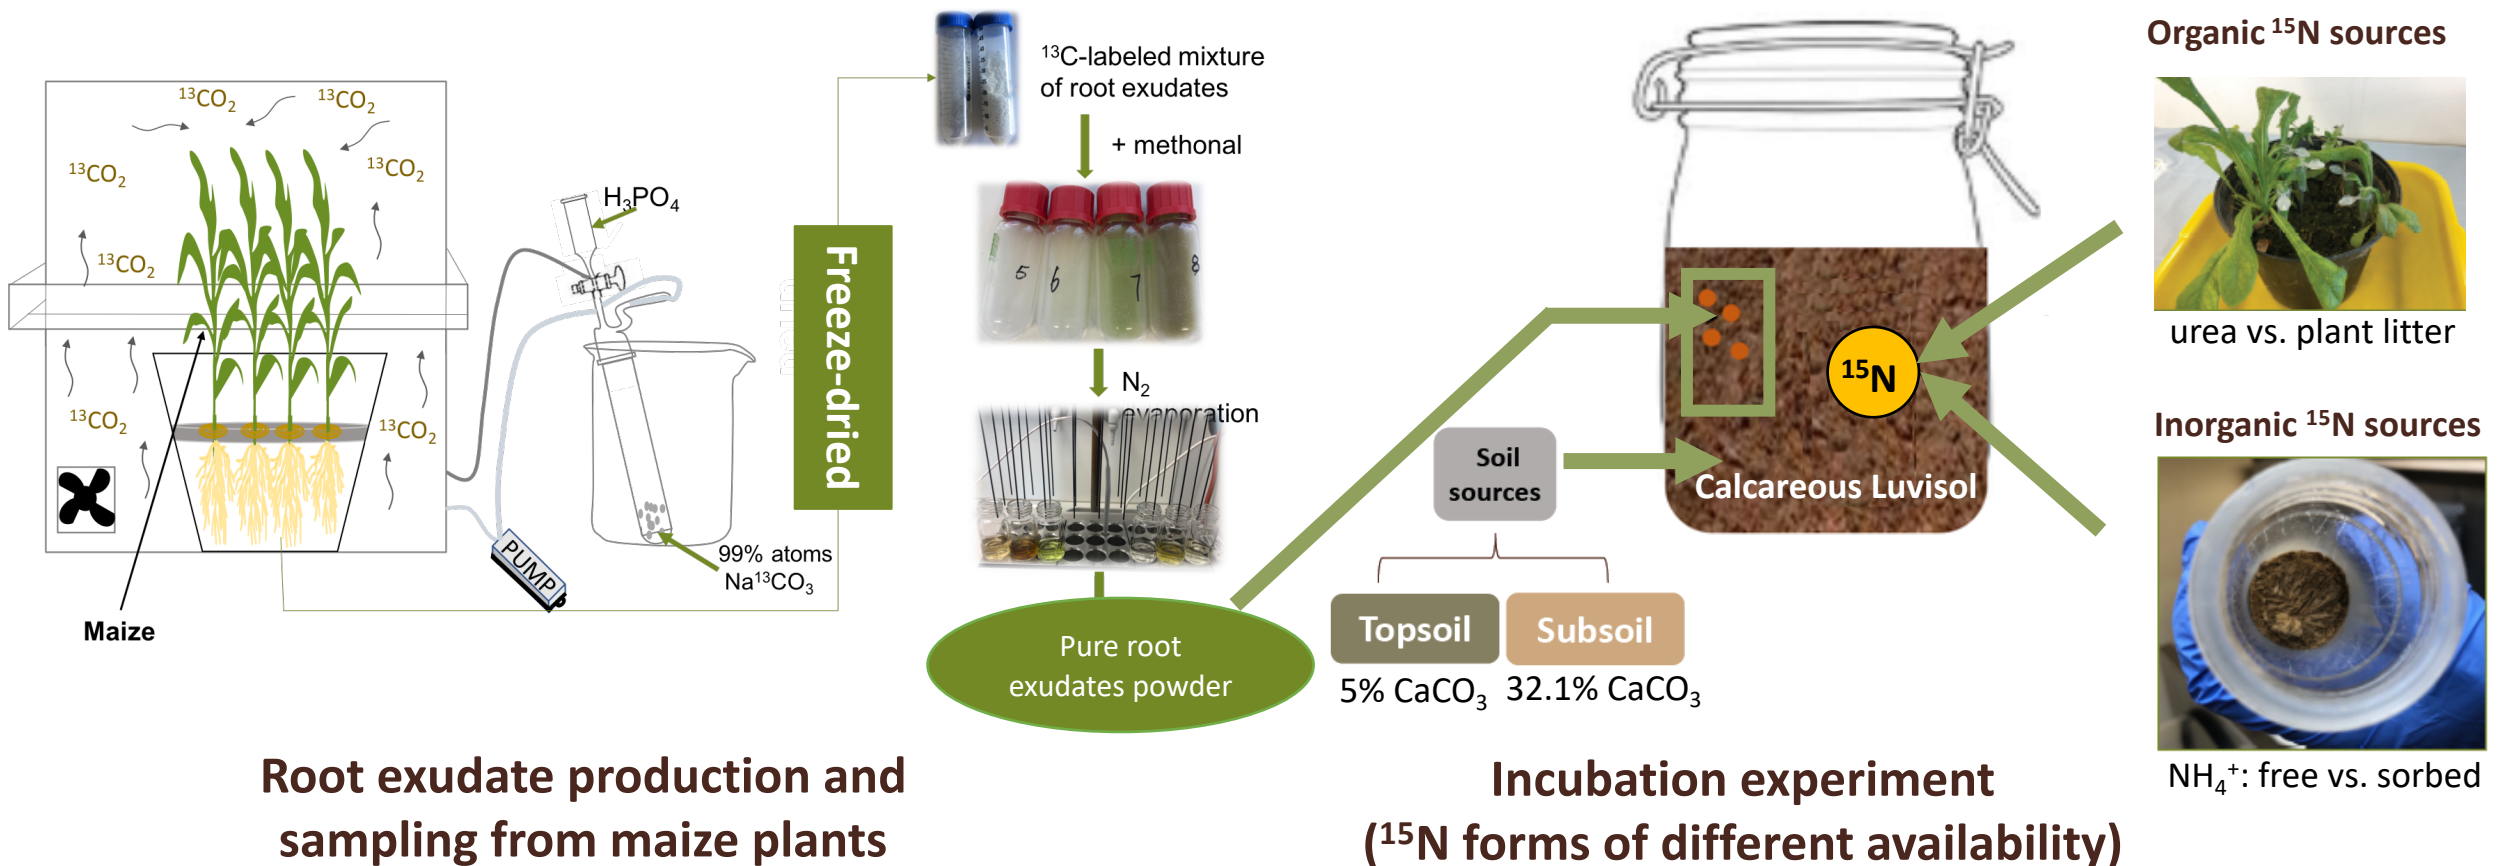 ¹³CO₂
¹³CO₂
¹³CO₂
¹³CO₂
¹³CO₂
¹³CO₂
¹³CO₂
Maize
H₃PO₄
PUMP
99% atoms
Na¹³CO₃
Freeze-dried
¹³C-labeled mixture
of root exudates
+ methonal
5 6 7 8
N₂
evaporation
Pure root
exudates powder
Root exudate production and
sampling from maize plants
Soil
sources
Topsoil
Subsoil
5% CaCO₃
32.1% CaCO₃
¹⁵N
Calcareous Luvisol
Organic ¹⁵N sources
urea vs. plant litter
Inorganic ¹⁵N sources
NH₄⁺: free vs. sorbed
Incubation experiment
(¹⁵N forms of different availability)